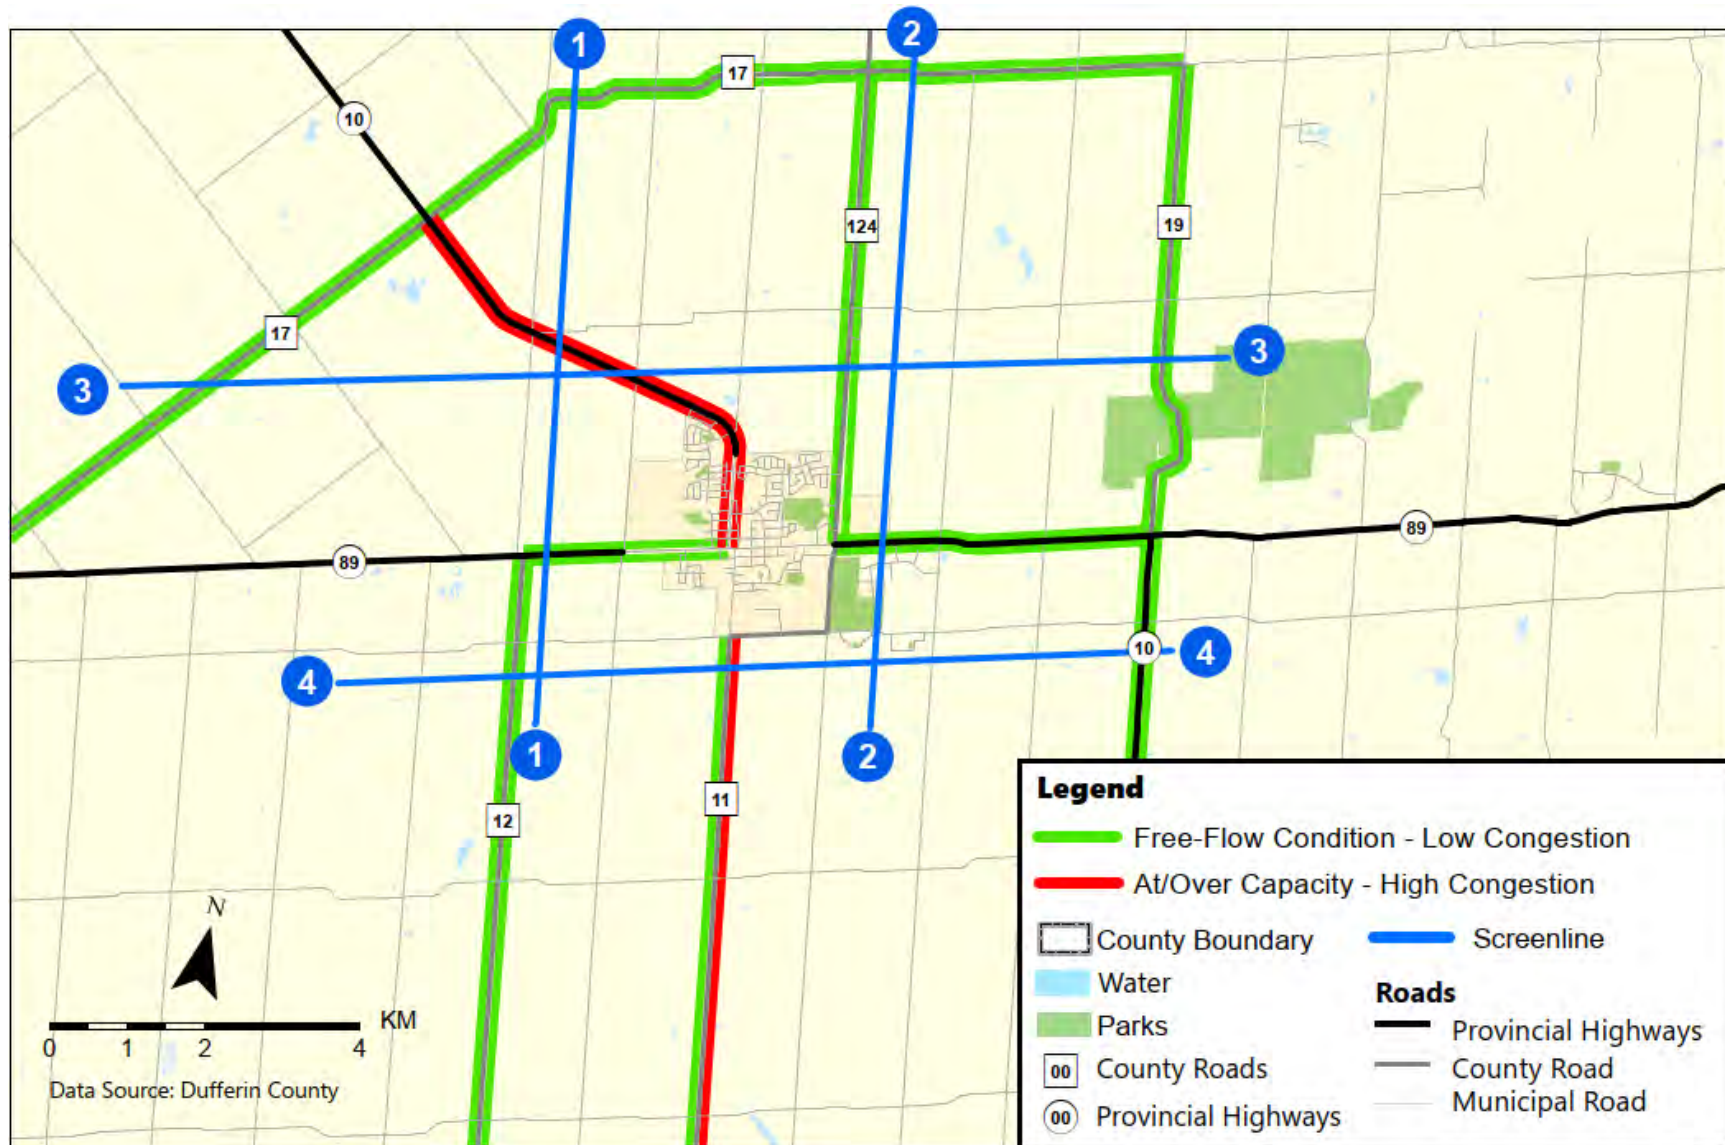 1
2
17
10
124
19
17
3
3
89
89
10
4
4
1
2
12
11
N
KM
0 1 2 4
Data Source: Dufferin County
Legend
Free-Flow Condition - Low Congestion
At/Over Capacity - High Congestion
County Boundary
Screenline
Water
Parks
Roads
Provincial Highways
00 County Roads
County Road
Municipal Road
00 Provincial Highways